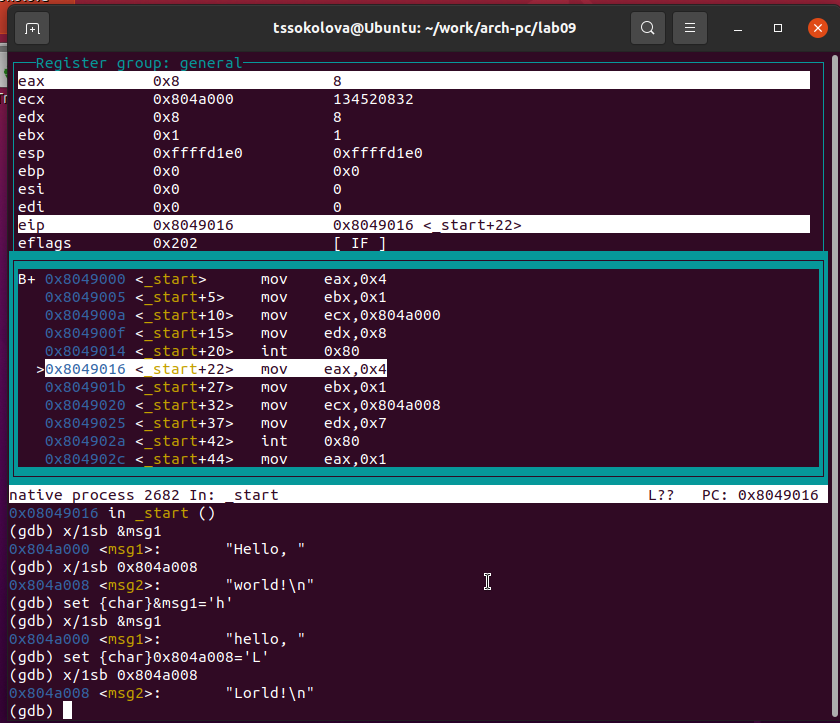 tssokolova@Ubuntu: ~/work/arch-pc/lab09
Register group: general
eax 0x8 8
ecx 0x804a000 134520832
edx 0x8 8
ebx 0x1 1
esp 0xffffd1e0 0xffffd1e0
ebp 0x0 0x0
esi 0x0 0
edi 0x0 0
eip 0x8049016 0x8049016 <_start+22>
eflags 0x202 [ IF ]
B+ 0x8049000 <_start> mov eax,0x4
0x8049005 <_start+5> mov ebx,0x1
0x804900a <_start+10> mov ecx,0x804a000
0x804900f <_start+15> mov edx,0x8
0x8049014 <_start+20> int 0x80
>0x8049016 <_start+22> mov eax,0x4
0x804901b <_start+27> mov ebx,0x1
0x8049020 <_start+32> mov ecx,0x804a008
0x8049025 <_start+37> mov edx,0x7
0x804902a <_start+42> int 0x80
0x804902c <_start+44> mov eax,0x1
native process 2682 In: _start L?? PC: 0x8049016
0x08049016 in _start ()
(gdb) x/1sb &msg1
0x804a000 <msg1>: "Hello, "
(gdb) x/1sb 0x804a008
0x804a008 <msg2>: "world!\n"
(gdb) set {char}&msg1='h'
(gdb) x/1sb &msg1
0x804a000 <msg1>: "hello, "
(gdb) set {char}0x804a008='L'
(gdb) x/1sb 0x804a008
0x804a008 <msg2>: "Lorld!\n"
(gdb)